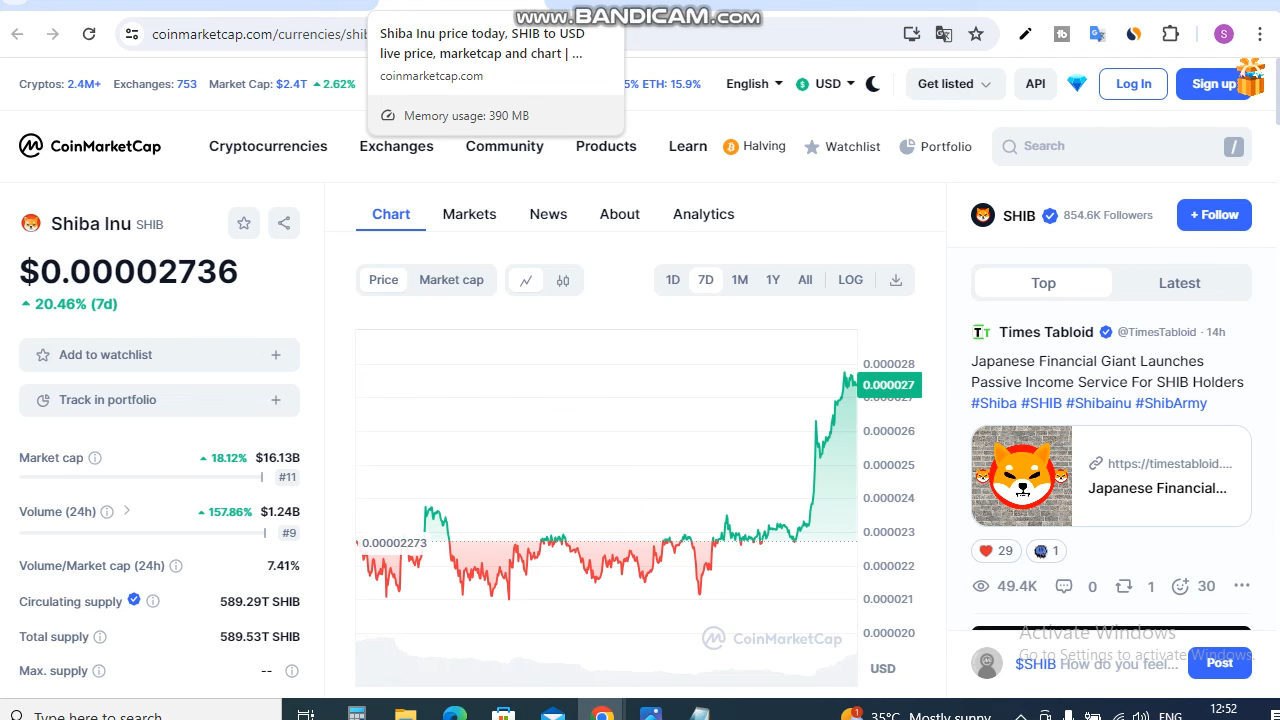 www.BANDICAM.com
Shiba Inu price today, SHIB to USD
live price, marketcap and chart | ...
coinmarketcap.com
Memory usage: 390 MB
coinmarketcap.com/currencies/shib
S
Cryptos: 2.4M+ Exchanges: 753 Market Cap: $2.4T 2.62%
5% ETH: 15.9%
English USD Get listed API Log In Sign up
CoinMarketCap
Cryptocurrencies Exchanges Community Products Learn Halving Watchlist Portfolio Search /
Shiba Inu SHIB
$0.00002736
20.46% (7d)
Add to watchlist +
Track in portfolio +
Market cap 18.12% $16.13B
#11
Volume (24h) 157.86% $1.24B
#9
Volume/Market cap (24h) 7.41%
Circulating supply 589.29T SHIB
Total supply 589.53T SHIB
Max. supply --
Chart Markets News About Analytics
Price Market cap 1D 7D 1M 1Y All LOG
0.000028
0.000027
0.000027
0.000026
0.000025
0.000024
0.000023
0.000022
0.000021
0.000020
0.00002273
CoinMarketCap
USD
SHIB 854.6K Followers + Follow
Top Latest
Times Tabloid @TimesTabloid · 14h
Japanese Financial Giant Launches
Passive Income Service For SHIB Holders
#Shiba #SHIB #Shibainu #ShibArmy
https://timestabloid....
Japanese Financial...
29 1
49.4K 0 1 30 ...
Activate Windows
Go to Settings to activate Windows.
$SHIB How do you feel... Post
Type here to search
1
35°C Mostly sunny
12:52